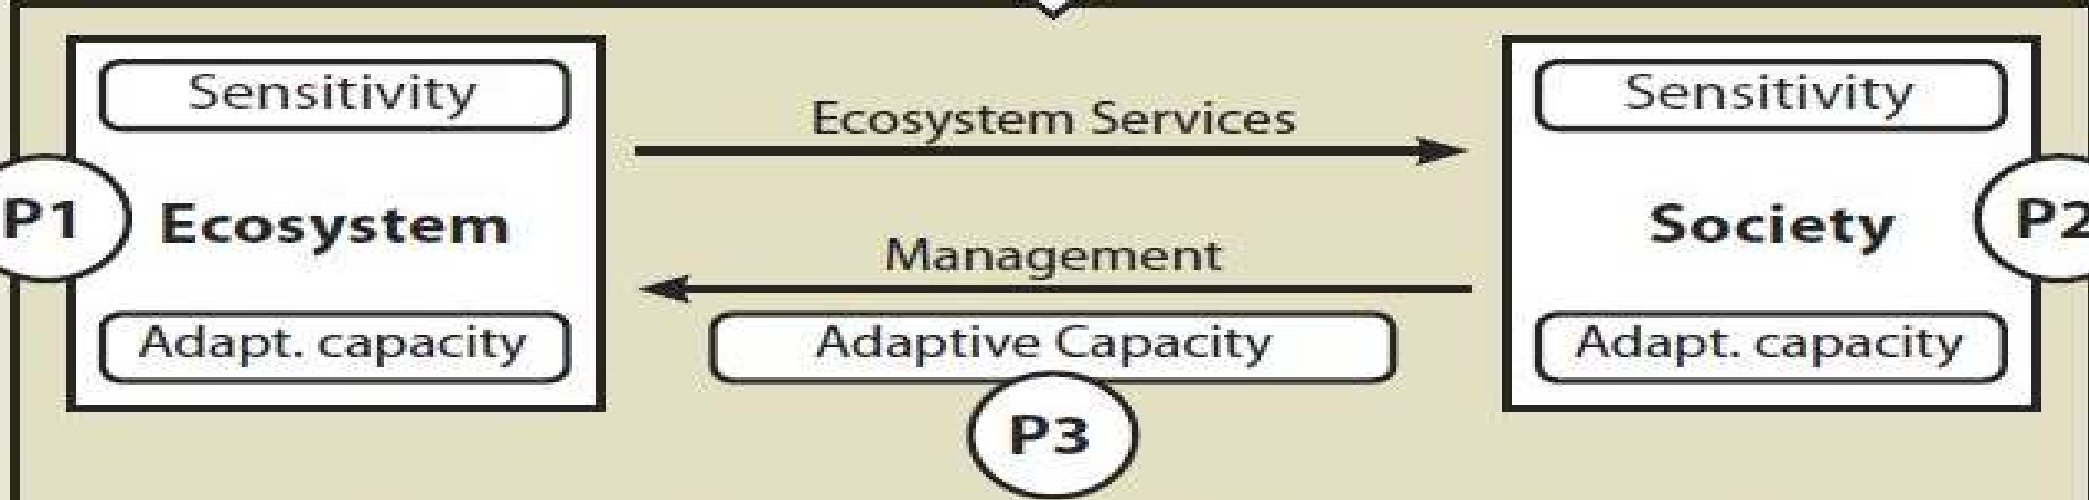 Sensitivity
Ecosystem Services
Sensitivity
P1
Ecosystem
Society
P2
Management
Adapt. capacity
Adaptive Capacity
Adapt. capacity
P3